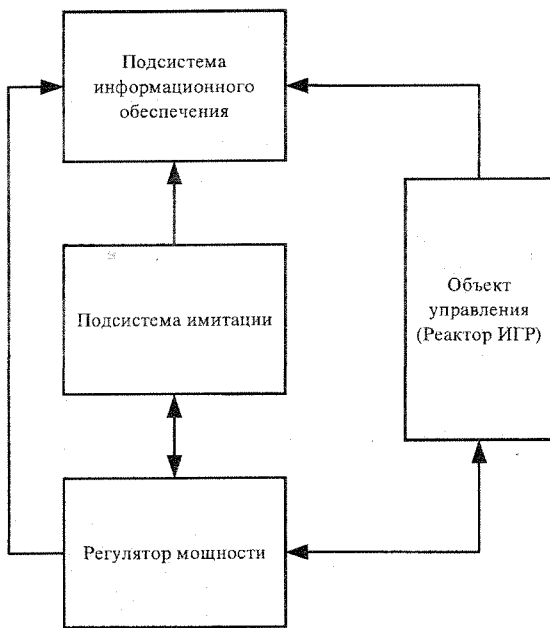 Подсистема
информационного
обеспечения
Подсистема имитации
Объект
управления
(Реактор ИГР)
Регулятор мощности